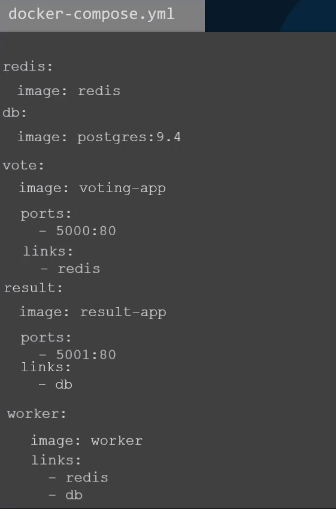 docker-compose.yml
redis:
image: redis
db:
image: postgres:9.4
vote:
image: voting-app
ports:
- 5000:80
links:
- redis
result:
image: result-app
ports:
- 5001:80
links:
- db
worker:
image: worker
links:
- redis
- db